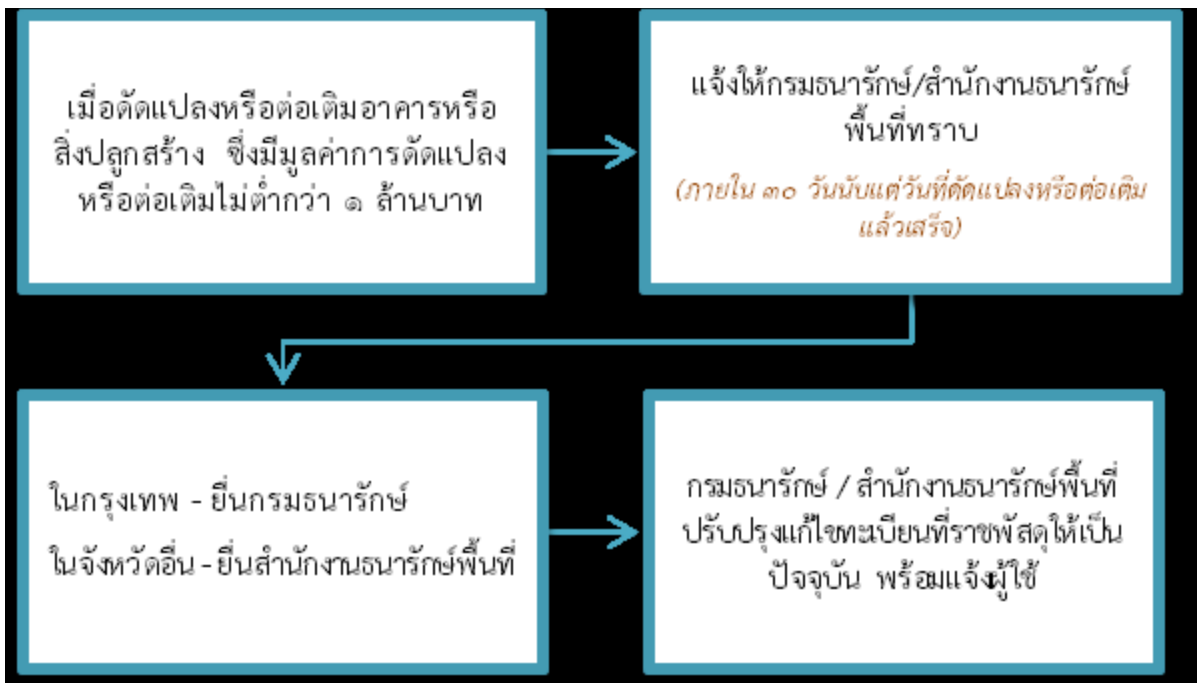 เมื่อดัดแปลงหรือต่อเติมอาคารหรือ
สิ่งปลูกสร้าง ซึ่งมีมูลค่าการดัดแปลง
หรือต่อเติมไม่ต่ำกว่า ๑ ล้านบาท
แจ้งให้กรมธนารักษ์/สำนักงานธนารักษ์
พื้นที่ทราบ
(ภายใน ๓๐ วันนับแต่วันที่ดัดแปลงหรือต่อเติม
แล้วเสร็จ)
ในกรุงเทพ - ยื่นกรมธนารักษ์
ในจังหวัดอื่น - ยื่นสำนักงานธนารักษ์พื้นที่
กรมธนารักษ์ / สำนักงานธนารักษ์พื้นที่
ปรับปรุงแก้ไขทะเบียนที่ราชพัสดุให้เป็น
ปัจจุบัน พร้อมแจ้งผู้ใช้